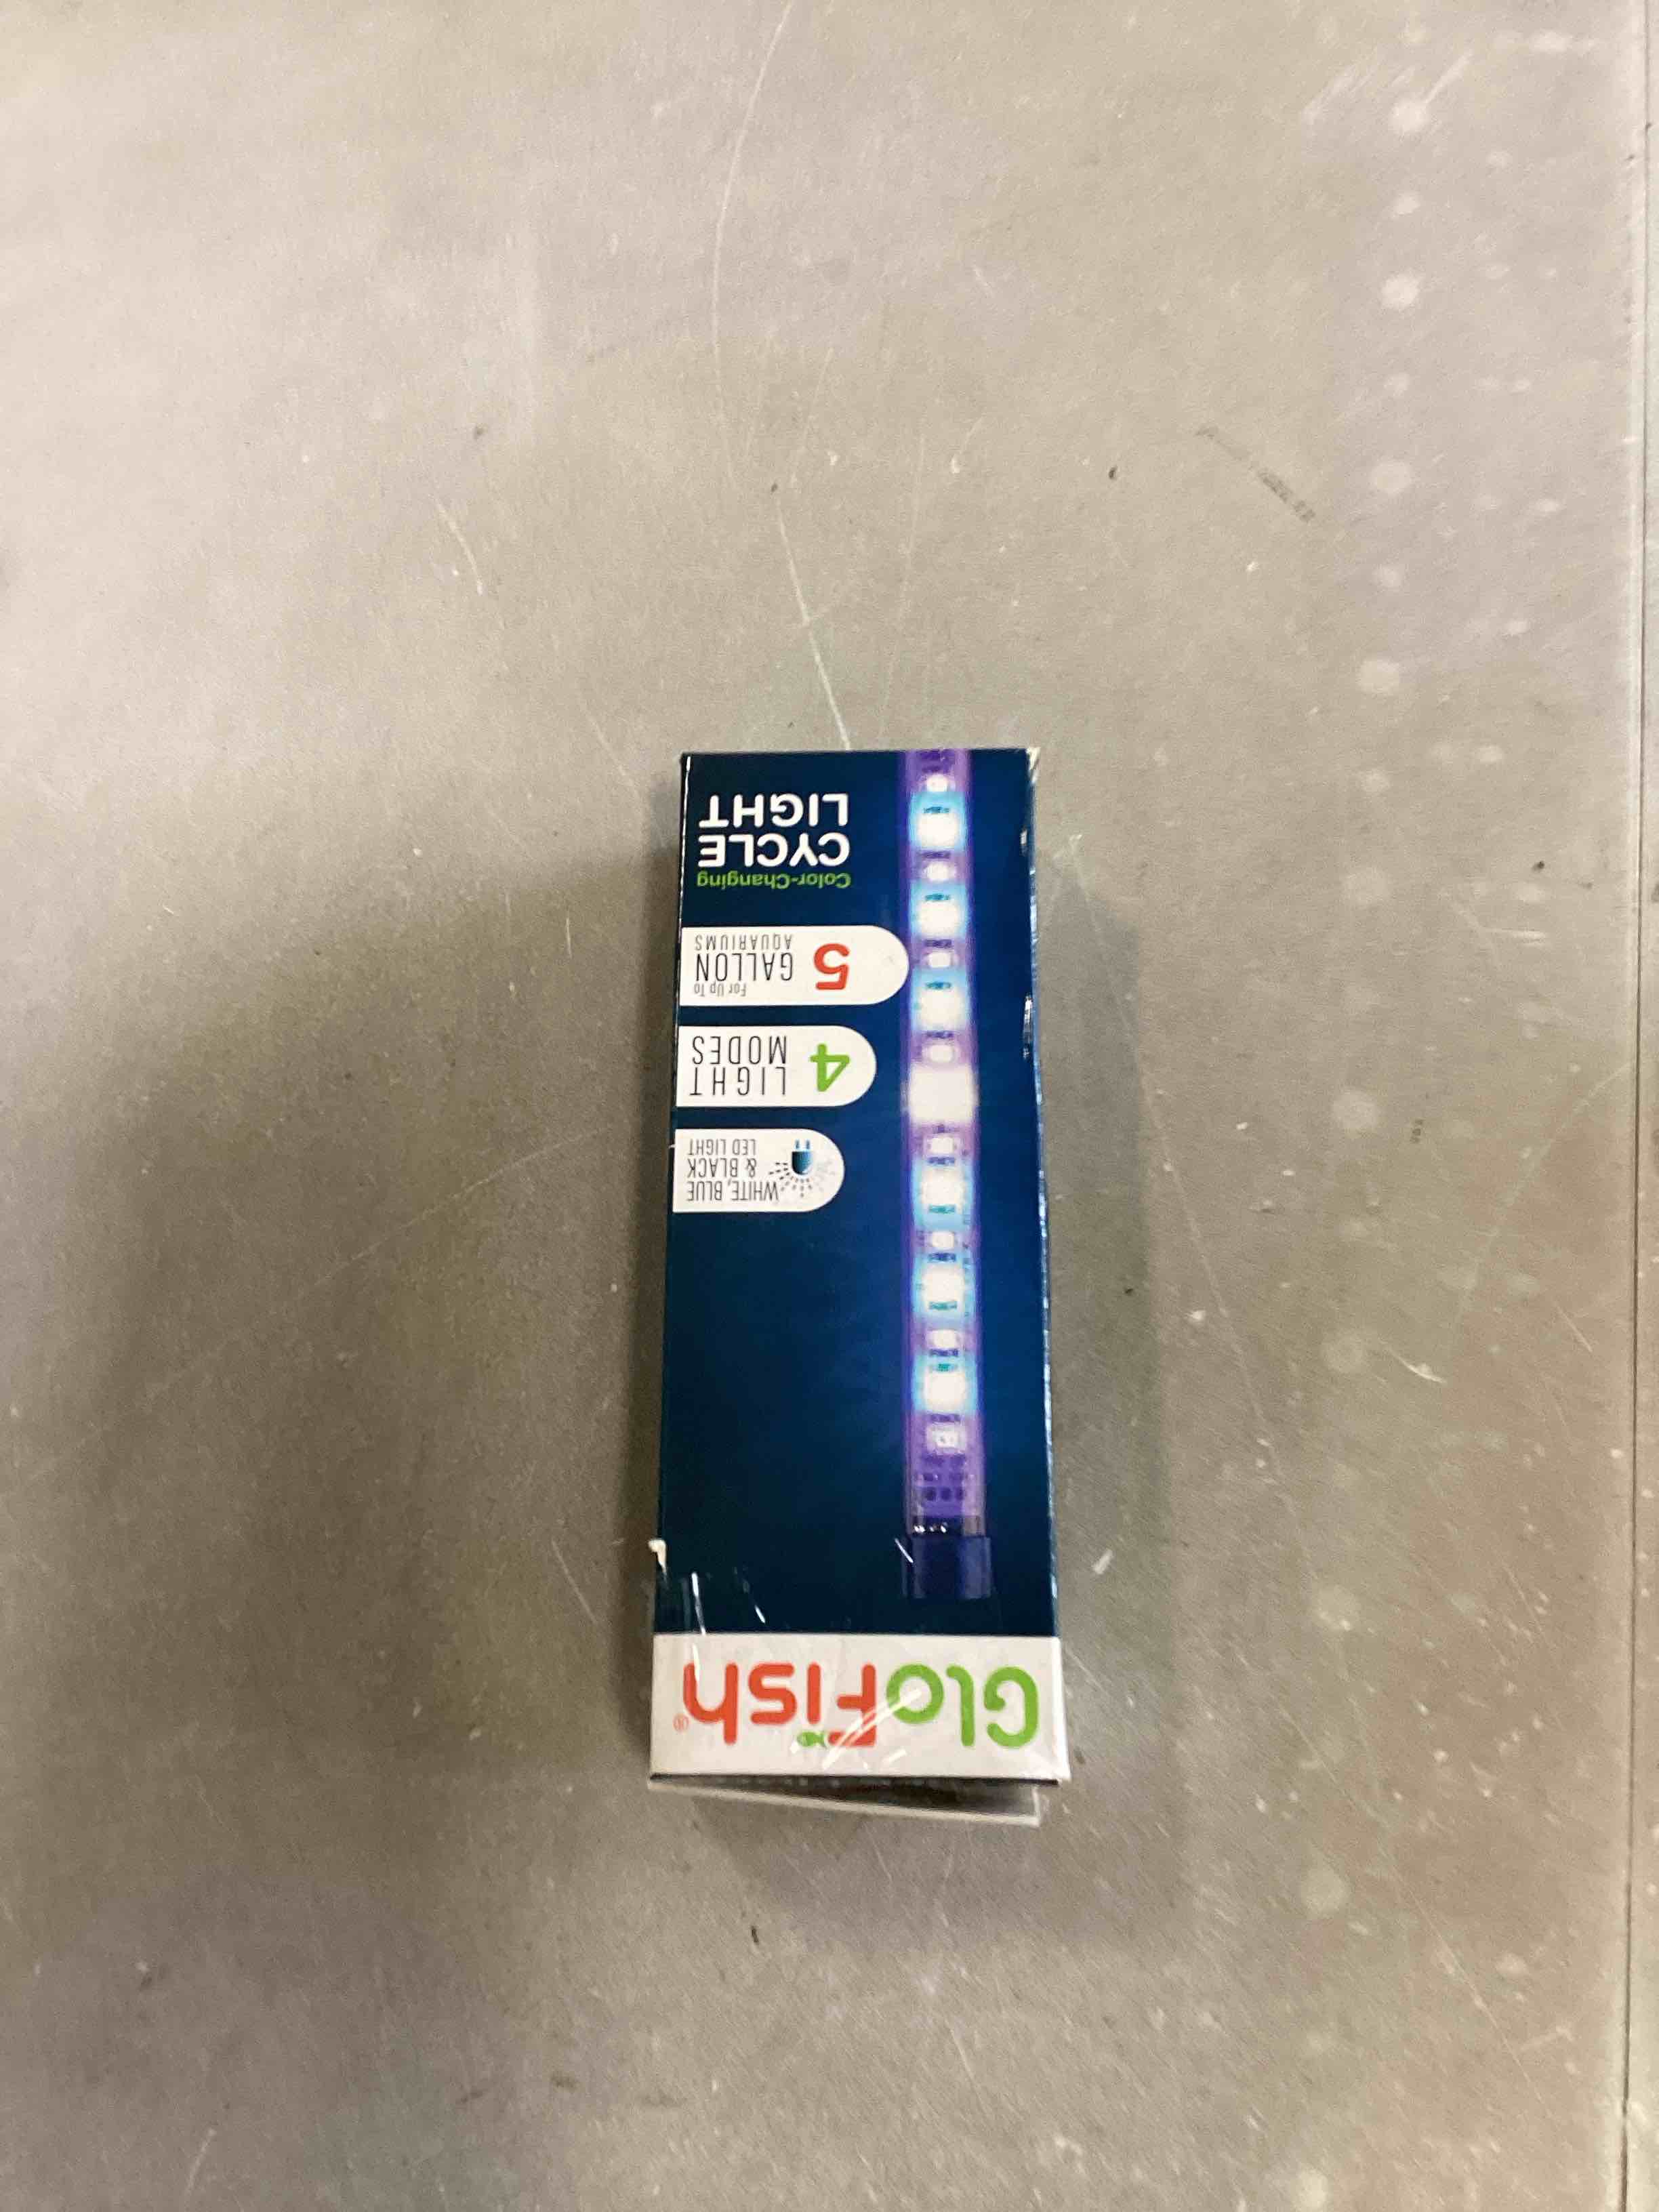 GloFish®
WHITE, BLUE
& BLACK
LED LIGHT
4
LIGHT
MODES
5
For Up To
GALLON
AQUARIUMS
Color-Changing
CYCLE
LIGHT